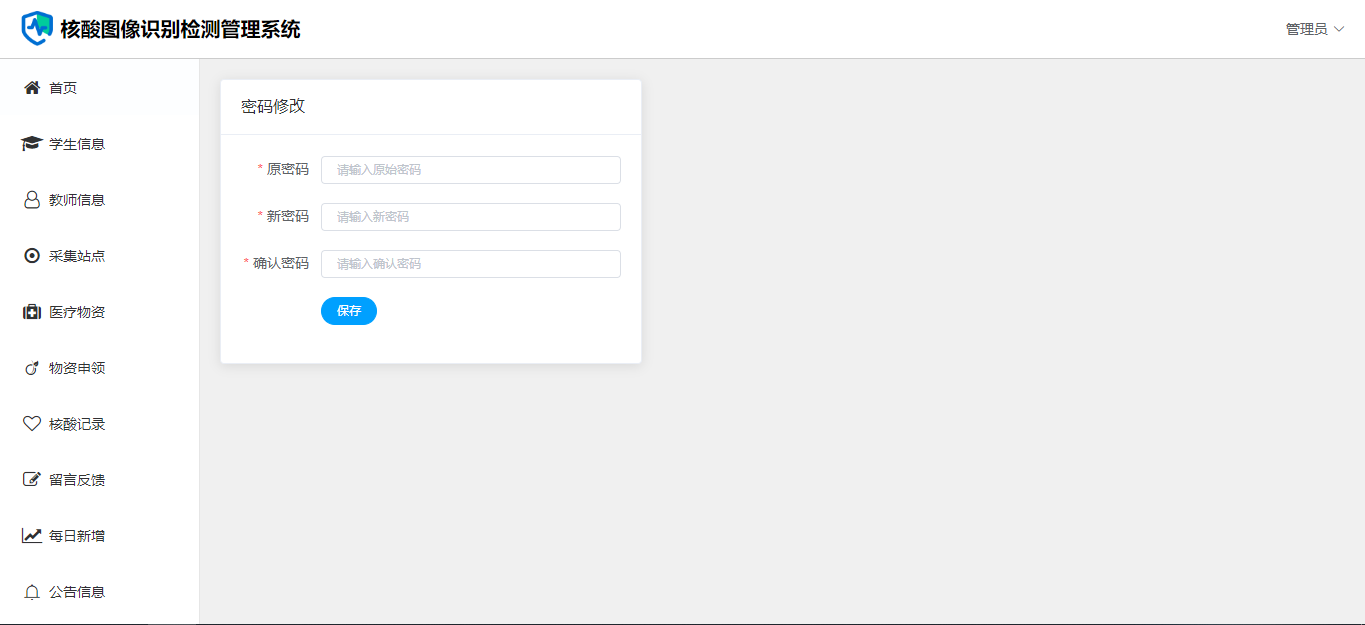 核酸图像识别检测管理系统
管理员
首页
学生信息
教师信息
采集站点
医疗物资
物资申领
核酸记录
留言反馈
每日新增
公告信息
密码修改
* 原密码 请输入原始密码
* 新密码 请输入新密码
* 确认密码 请输入确认密码
保存